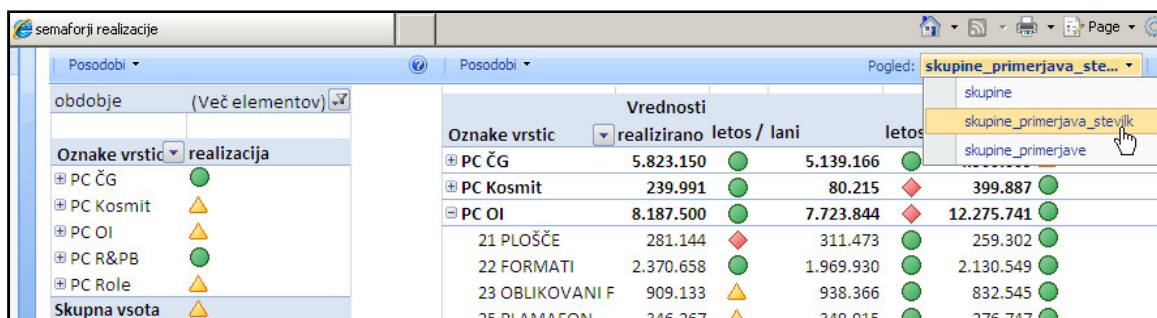 semaforji realizacije
Page
Posodobi
Posodobi
Pogled: skupine_primerjava_ste...
skupine
skupine_primerjava_stevilk
skupine_primerjave
obdobje (Več elementov)
Oznake vrstic realizacija
PC ČG
PC Kosmit
PC OI
PC R&PB
PC Role
Skupna vsota
Vrednosti
Oznake vrstic realizirano letos / lani letos
PC ČG 5.823.150 5.139.166
PC Kosmit 239.991 80.215 399.887
PC OI 8.187.500 7.723.844 12.275.741
21 PLOŠČE 281.144 311.473 259.302
22 FORMATI 2.370.658 1.969.930 2.130.549
23 OBLIKOVANI F 909.133 938.366 832.545